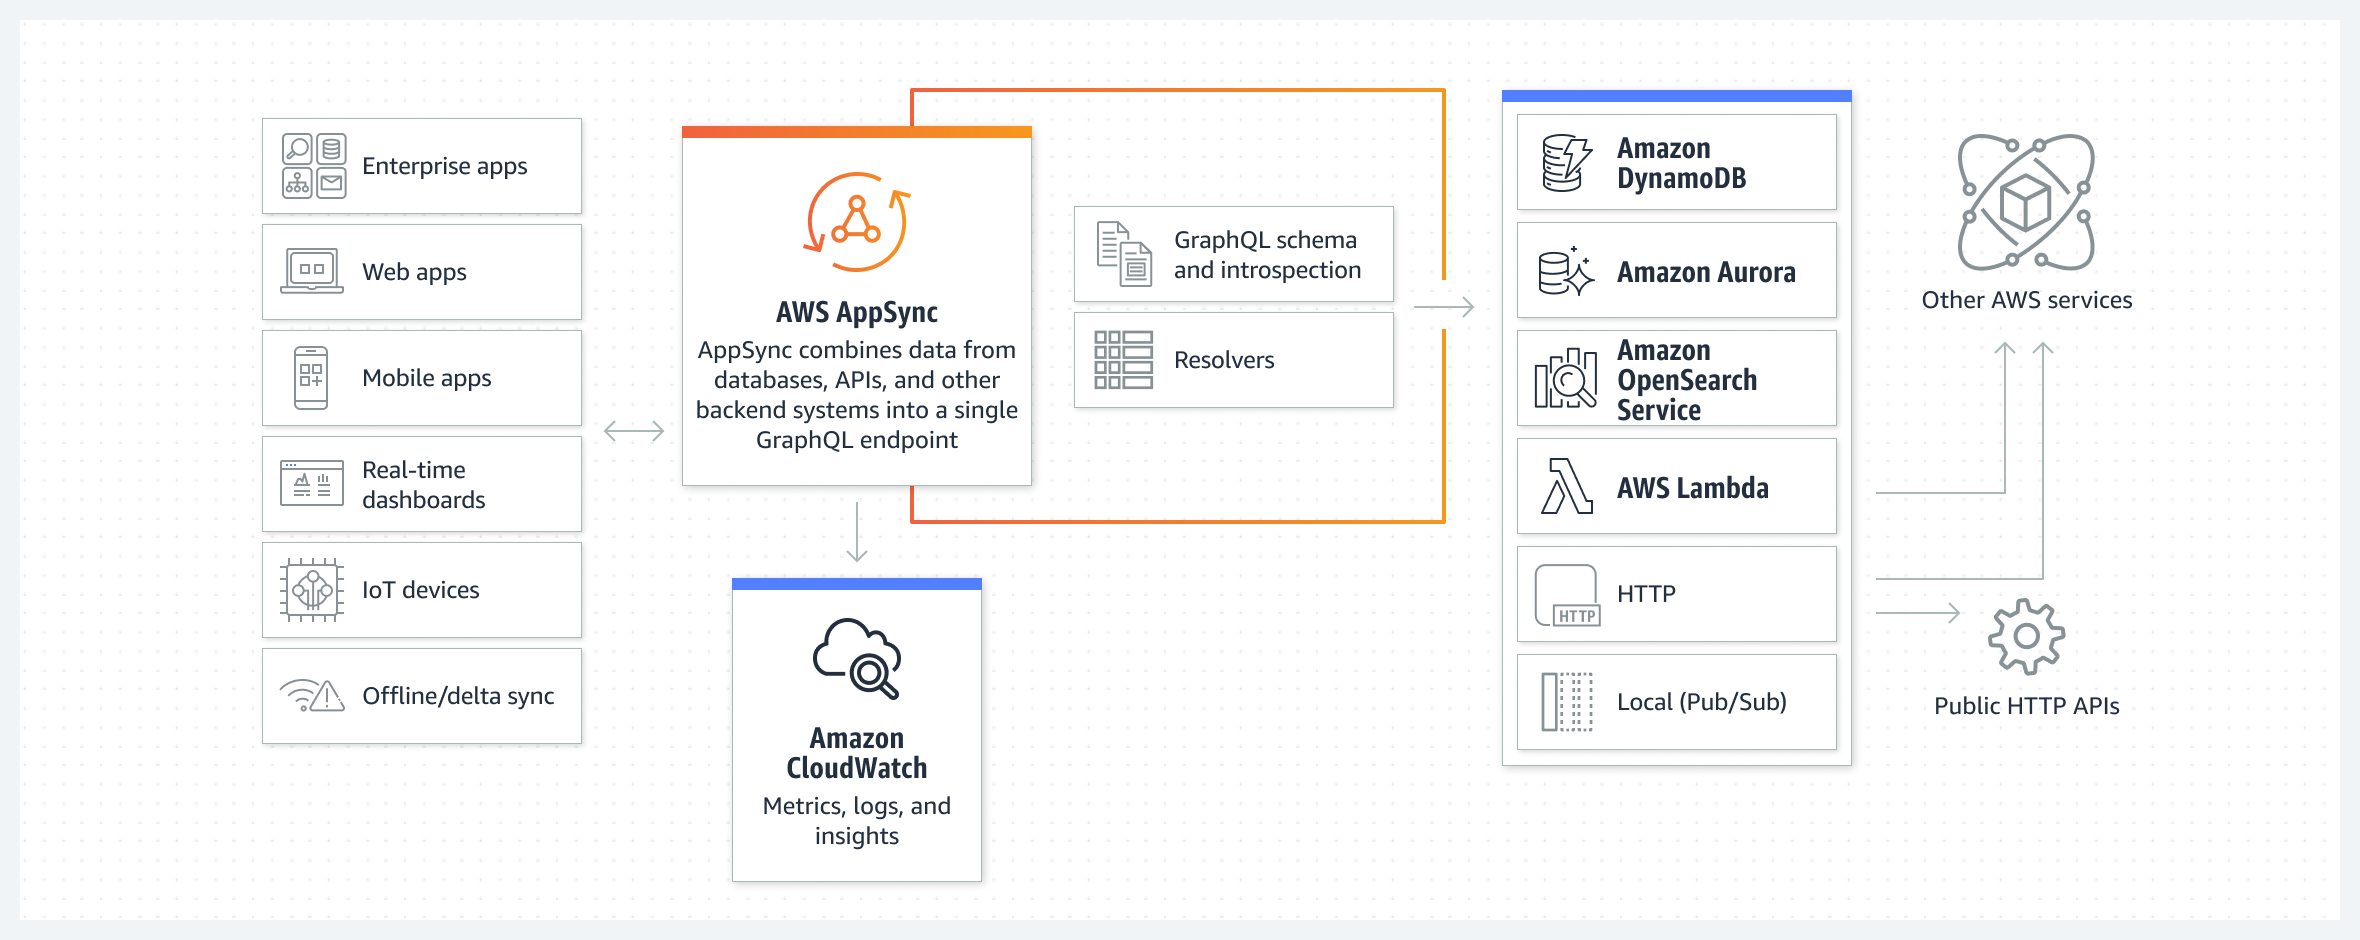 Enterprise apps
Web apps
Mobile apps
Real-time
dashboards
IoT devices
Offline/delta sync
AWS AppSync
AppSync combines data from
databases, APIs, and other
backend systems into a single
GraphQL endpoint
Amazon
CloudWatch
Metrics, logs, and
insights
GraphQL schema
and introspection
Resolvers
Amazon
DynamoDB
Amazon Aurora
Amazon
OpenSearch
Service
AWS Lambda
HTTP
HTTP
Local (Pub/Sub)
Other AWS services
Public HTTP APIs